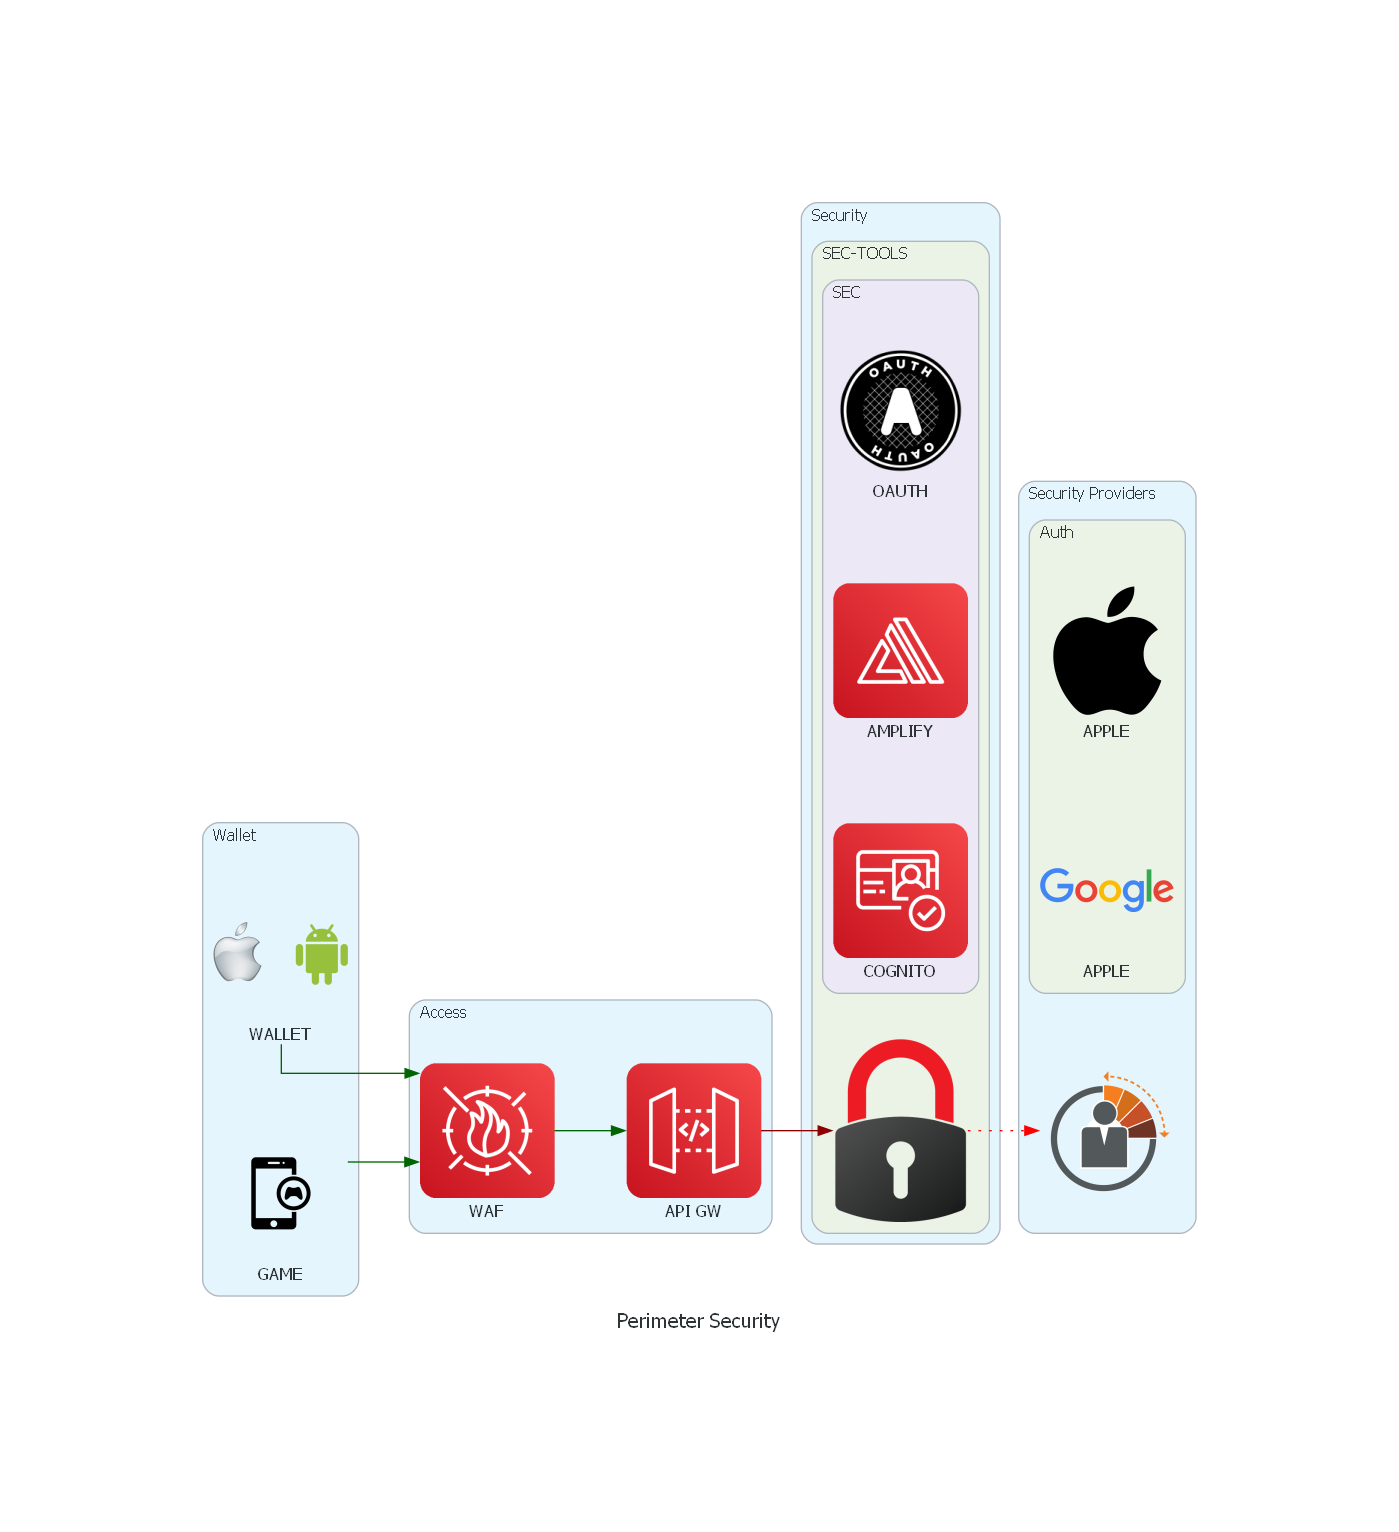 Security
SEC-TOOLS
SEC
OAUTH
OAUTH
OAUTH
AMPLIFY
COGNITO
Security Providers
Auth
APPLE
Google
APPLE
Wallet
WALLET
GAME
Access
WAF
</>
API GW
Perimeter Security